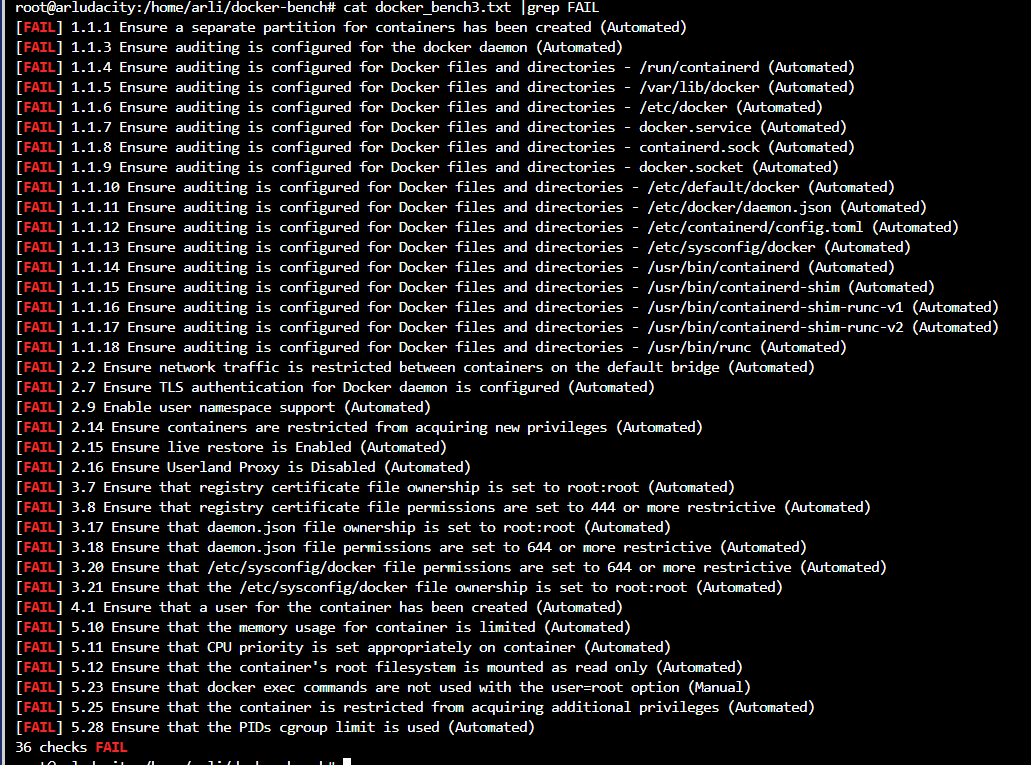 root@arludacity:/home/arli/docker-bench# cat docker_bench3.txt |grep FAIL
[FAIL] 1.1.1 Ensure a separate partition for containers has been created (Automated)
[FAIL] 1.1.3 Ensure auditing is configured for the docker daemon (Automated)
[FAIL] 1.1.4 Ensure auditing is configured for Docker files and directories - /run/containerd (Automated)
[FAIL] 1.1.5 Ensure auditing is configured for Docker files and directories - /var/lib/docker (Automated)
[FAIL] 1.1.6 Ensure auditing is configured for Docker files and directories - /etc/docker (Automated)
[FAIL] 1.1.7 Ensure auditing is configured for Docker files and directories - docker.service (Automated)
[FAIL] 1.1.8 Ensure auditing is configured for Docker files and directories - containerd.sock (Automated)
[FAIL] 1.1.9 Ensure auditing is configured for Docker files and directories - docker.socket (Automated)
[FAIL] 1.1.10 Ensure auditing is configured for Docker files and directories - /etc/default/docker (Automated)
[FAIL] 1.1.11 Ensure auditing is configured for Docker files and directories - /etc/docker/daemon.json (Automated)
[FAIL] 1.1.12 Ensure auditing is configured for Docker files and directories - /etc/containerd/config.toml (Automated)
[FAIL] 1.1.13 Ensure auditing is configured for Docker files and directories - /etc/sysconfig/docker (Automated)
[FAIL] 1.1.14 Ensure auditing is configured for Docker files and directories - /usr/bin/containerd (Automated)
[FAIL] 1.1.15 Ensure auditing is configured for Docker files and directories - /usr/bin/containerd-shim (Automated)
[FAIL] 1.1.16 Ensure auditing is configured for Docker files and directories - /usr/bin/containerd-shim-runc-v1 (Automated)
[FAIL] 1.1.17 Ensure auditing is configured for Docker files and directories - /usr/bin/containerd-shim-runc-v2 (Automated)
[FAIL] 1.1.18 Ensure auditing is configured for Docker files and directories - /usr/bin/runc (Automated)
[FAIL] 2.2 Ensure network traffic is restricted between containers on the default bridge (Automated)
[FAIL] 2.7 Ensure TLS authentication for Docker daemon is configured (Automated)
[FAIL] 2.9 Enable user namespace support (Automated)
[FAIL] 2.14 Ensure containers are restricted from acquiring new privileges (Automated)
[FAIL] 2.15 Ensure live restore is Enabled (Automated)
[FAIL] 2.16 Ensure Userland Proxy is Disabled (Automated)
[FAIL] 3.7 Ensure that registry certificate file ownership is set to root:root (Automated)
[FAIL] 3.8 Ensure that registry certificate file permissions are set to 444 or more restrictive (Automated)
[FAIL] 3.17 Ensure that daemon.json file ownership is set to root:root (Automated)
[FAIL] 3.18 Ensure that daemon.json file permissions are set to 644 or more restrictive (Automated)
[FAIL] 3.20 Ensure that /etc/sysconfig/docker file permissions are set to 644 or more restrictive (Automated)
[FAIL] 3.21 Ensure that the /etc/sysconfig/docker file ownership is set to root:root (Automated)
[FAIL] 4.1 Ensure that a user for the container has been created (Automated)
[FAIL] 5.10 Ensure that the memory usage for container is limited (Automated)
[FAIL] 5.11 Ensure that CPU priority is set appropriately on container (Automated)
[FAIL] 5.12 Ensure that the container's root filesystem is mounted as read only (Automated)
[FAIL] 5.23 Ensure that docker exec commands are not used with the user=root option (Manual)
[FAIL] 5.25 Ensure that the container is restricted from acquiring additional privileges (Automated)
[FAIL] 5.28 Ensure that the PIDs cgroup limit is used (Automated)
36 checks FAIL